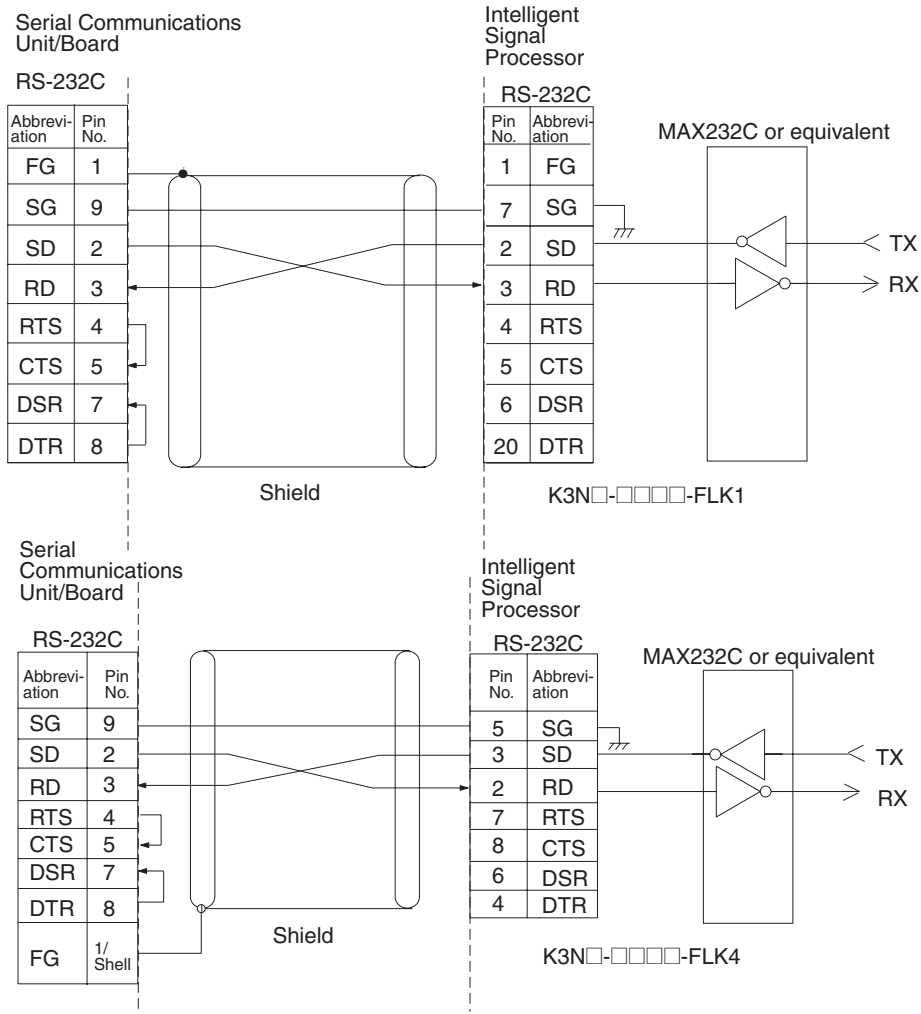 Serial Communications
Unit/Board
RS-232C
Abbrevi-
ation
Pin
No.
FG 1
SG 9
SD 2
RD 3
RTS 4
CTS 5
DSR 7
DTR 8
Shield
Intelligent
Signal
Processor
RS-232C
Pin
No.
Abbrevi-
ation
1 FG
7 SG
2 SD
3 RD
4 RTS
5 CTS
6 DSR
20 DTR
MAX232C or equivalent
TX
RX
K3N□-□□□□-FLK1
Serial
Communications
Unit/Board
RS-232C
Abbrevi-
ation
Pin
No.
SG 9
SD 2
RD 3
RTS 4
CTS 5
DSR 7
DTR 8
FG 1/
Shell
Shield
Intelligent
Signal
Processor
RS-232C
Pin
No.
Abbrevi-
ation
5 SG
3 SD
2 RD
7 RTS
8 CTS
6 DSR
4 DTR
MAX232C or equivalent
TX
RX
K3N□-□□□□-FLK4